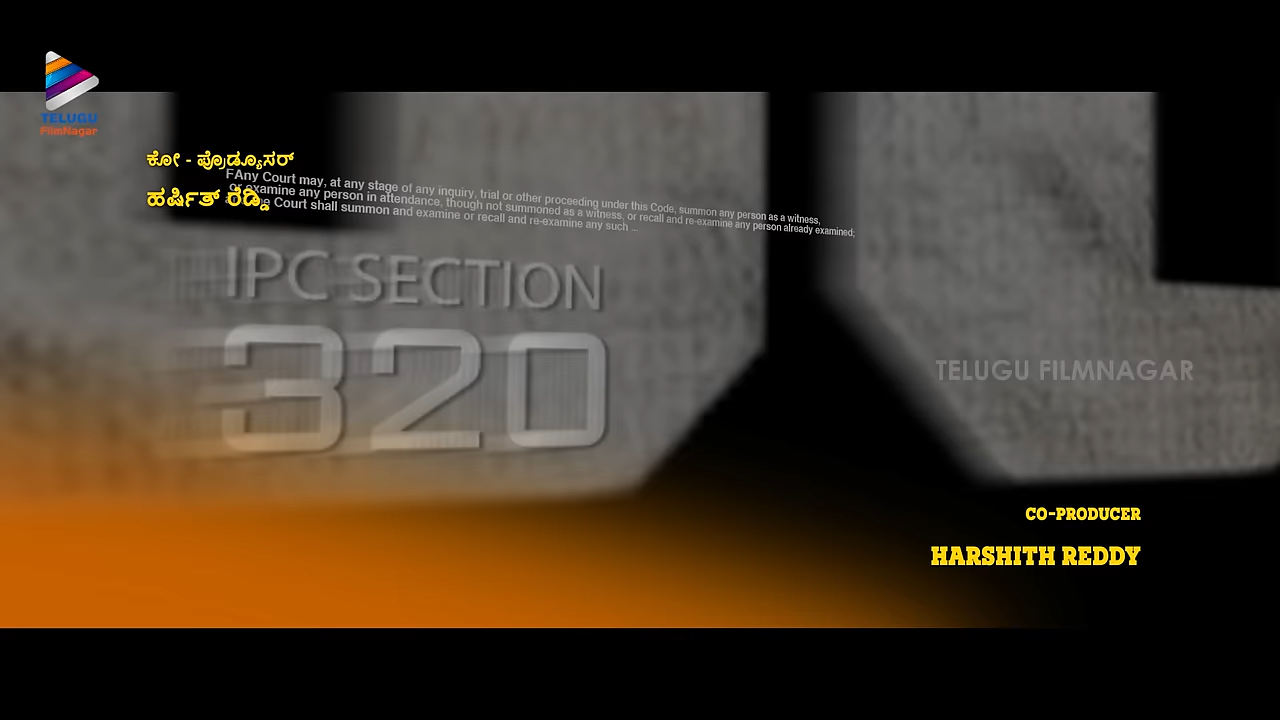 TELUGU
FilmNagar
ಕೋ - ಪ್ರೊಡ್ಯೂಸರ್
ಹರ್ಷಿತ್ ರೆಡ್ಡಿ
FAny Court may, at any stage of any inquiry, trial or other proceeding under this Code, summon any person as a witness,
or examine any person in attendance, though not summoned as a witness, or recall and re-examine any person already examined;
Court shall summon and examine or recall and re-examine any such ...
IPC SECTION
320
TELUGU FILMNAGAR
CO-PRODUCER
HARSHITH REDDY